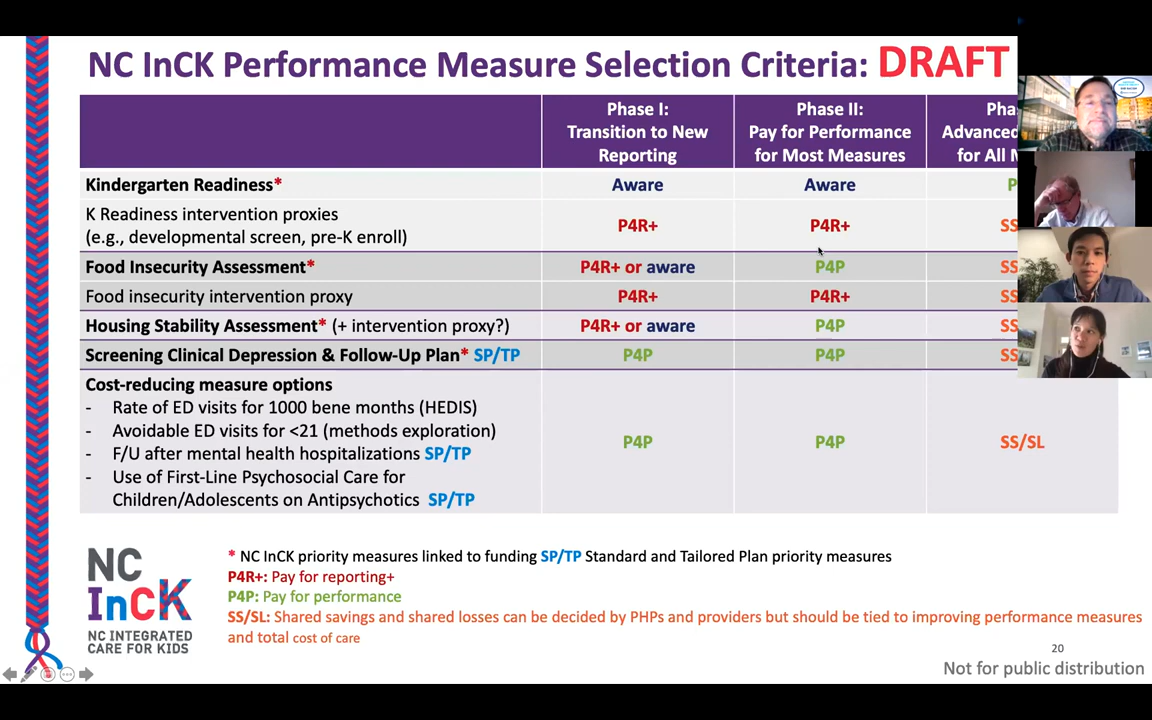 NC InCK Performance Measure Selection Criteria: DRAFT
Phase I:
Transition to New
Reporting
Phase II:
Pay for Performance
for Most Measures
Advanced
for All
Kindergarten Readiness*
Aware
Aware
K Readiness intervention proxies
(e.g., developmental screen, pre-K enroll)
P4R+
P4R+
SS
Food Insecurity Assessment*
P4R+ or aware
P4P
SS
Food insecurity intervention proxy
P4R+
P4R+
SS
Housing Stability Assessment* (+ intervention proxy?)
P4R+ or aware
P4P
SS
Screening Clinical Depression & Follow-Up Plan* SP/TP
P4P
P4P
SS
Cost-reducing measure options
- Rate of ED visits for 1000 bene months (HEDIS)
- Avoidable ED visits for <21 (methods exploration)
- F/U after mental health hospitalizations SP/TP
- Use of First-Line Psychosocial Care for
Children/Adolescents on Antipsychotics SP/TP
P4P
P4P
SS/SL
NC
InCK
NC INTEGRATED
CARE FOR KIDS
* NC InCK priority measures linked to funding SP/TP Standard and Tailored Plan priority measures
P4R+: Pay for reporting+
P4P: Pay for performance
SS/SL: Shared savings and shared losses can be decided by PHPs and providers but should be tied to improving performance measures
and total cost of care
20
Not for public distribution